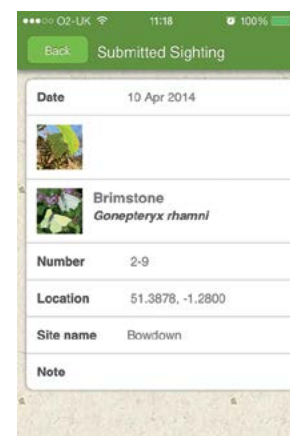 O2-UK 11:18 100%
Back Submitted Sighting
Date 10 Apr 2014
Brimstone
Gonepteryx rhamni
Number 2-9
Location 51.3878, -1.2800
Site name Bowdown
Note